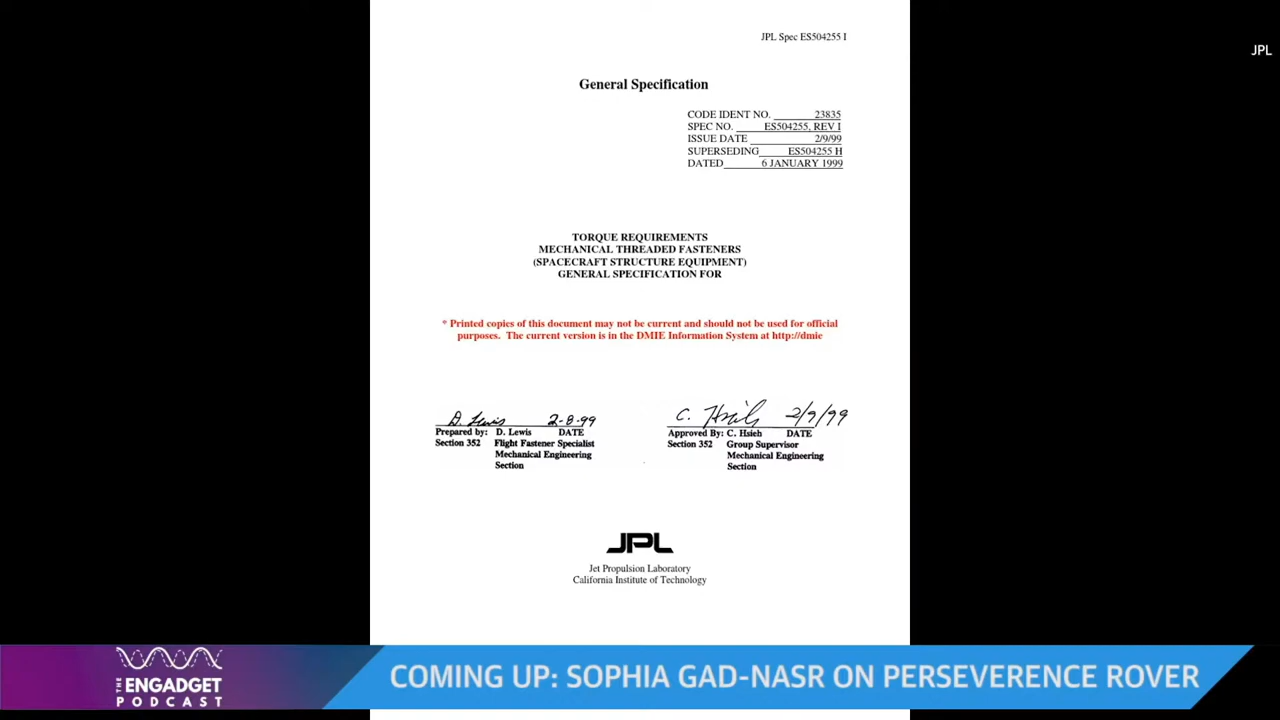 JPL Spec ES504255 I
JPL
General Specification
CODE IDENT NO. 23835
SPEC NO. ES504255, REV I
ISSUE DATE 2/9/99
SUPERSEDING ES504255 H
DATED 6 JANUARY 1999
TORQUE REQUIREMENTS
MECHANICAL THREADED FASTENERS
(SPACECRAFT STRUCTURE EQUIPMENT)
GENERAL SPECIFICATION FOR
* Printed copies of this document may not be current and should not be used for official
purposes. The current version is in the DMIE Information System at http://dmie
D. Lewis 2-8-99
Prepared by: D. Lewis DATE
Section 352 Flight Fastener Specialist
Mechanical Engineering
Section
C. Hsieh 2/9/99
Approved By: C. Hsieh DATE
Section 352 Group Supervisor
Mechanical Engineering
Section
JPL
Jet Propulsion Laboratory
California Institute of Technology
THE ENGADGET PODCAST
COMING UP: SOPHIA GAD-NASR ON PERSEVERENCE ROVER